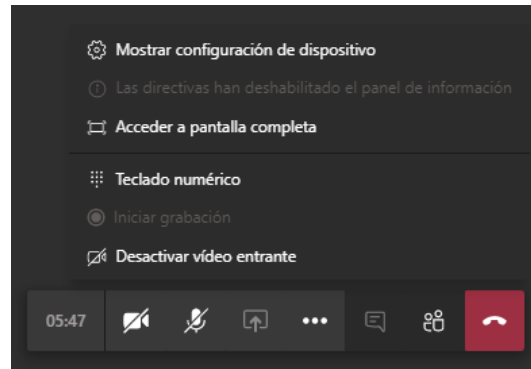 Mostrar configuración de dispositivo
Las directivas han deshabilitado el panel de información
Acceder a pantalla completa
Teclado numérico
Iniciar grabación
Desactivar vídeo entrante
05:47